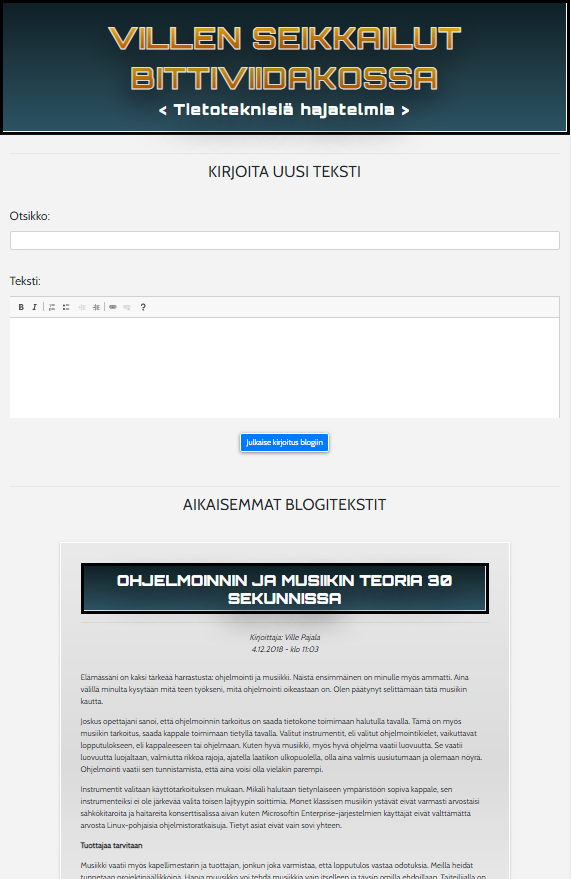 VILLEN SEIKKAILUT
BITTIVIIDAKOSSA
< Tietoteknisiä hajatelmia >
KIRJOITA UUSI TEKSTI
Otsikko:
Teksti:
B I ?
Julkaise kirjoitus blogiin
AIKAISEMMAT BLOGITEKSTIT
OHJELMOINNIN JA MUSIIKIN TEORIA 30
SEKUNNISSA
Kirjoittaja: Ville Pajala
4.12.2018 - klo 11:03
Elämässäni on kaksi tärkeää harrastusta: ohjelmointi ja musiikki. Näistä ensimmäinen on minulle myös ammatti. Aina
välillä minulta kysytään mitä teen työkseni, mitä ohjelmointi oikeastaan on. Olen päätynyt selittämään tätä musiikin
kautta.
Joskus opettajani sanoi, että ohjelmoinnin tarkoitus on saada tietokone toimimaan halutulla tavalla. Tämä on myös
musiikin tarkoitus, saada kappale toimimaan tietyllä tavalla. Valitut instrumentit, eli valitut ohjelmointikielet, vaikuttavat
lopputulokseen, eli kappaleeseen tai ohjelmaan. Kuten hyvä musiikki, myös hyvä ohjelma vaatii luovuutta. Se vaatii
luovuutta luojaltaan, valmiutta rikkoa rajoja, ajatella laatikon ulkopuolella, olla aina valmis uusiutumaan ja olemaan nöyrä.
Ohjelmointi vaatii sen tunnistamista, että aina voisi olla vieläkin parempi.
Instrumentit valitaan käyttötarkoituksen mukaan. Mikäli halutaan tietynlaiseen ympäristöön sopiva kappale, sen
instrumenteiksi ei ole järkevää valita toisen lajityypin soittimia. Monet klassisen musiikin ystävät eivät varmasti arvostaisi
sähkökitaroita ja haitareita konserttisalissa aivan kuten Microsoftin Enterprise-järjestelmien käyttäjät eivät välttämättä
arvosta Linux-pohjaisia ohjelmistoratkaisuja. Tietyt asiat eivät vain sovi yhteen.
Tuottajaa tarvitaan
Musiikki vaatii myös kapellimestarin ja tuottajan, jonkun joka varmistaa, että lopputulos vastaa odotuksia. Meillä heidät
tunnetaan projektipäällikköinä. Harva muusikko voi tehdä musiikkia vain itselleen ja täysin omilla ehdoillaan. Taiteilijalla on